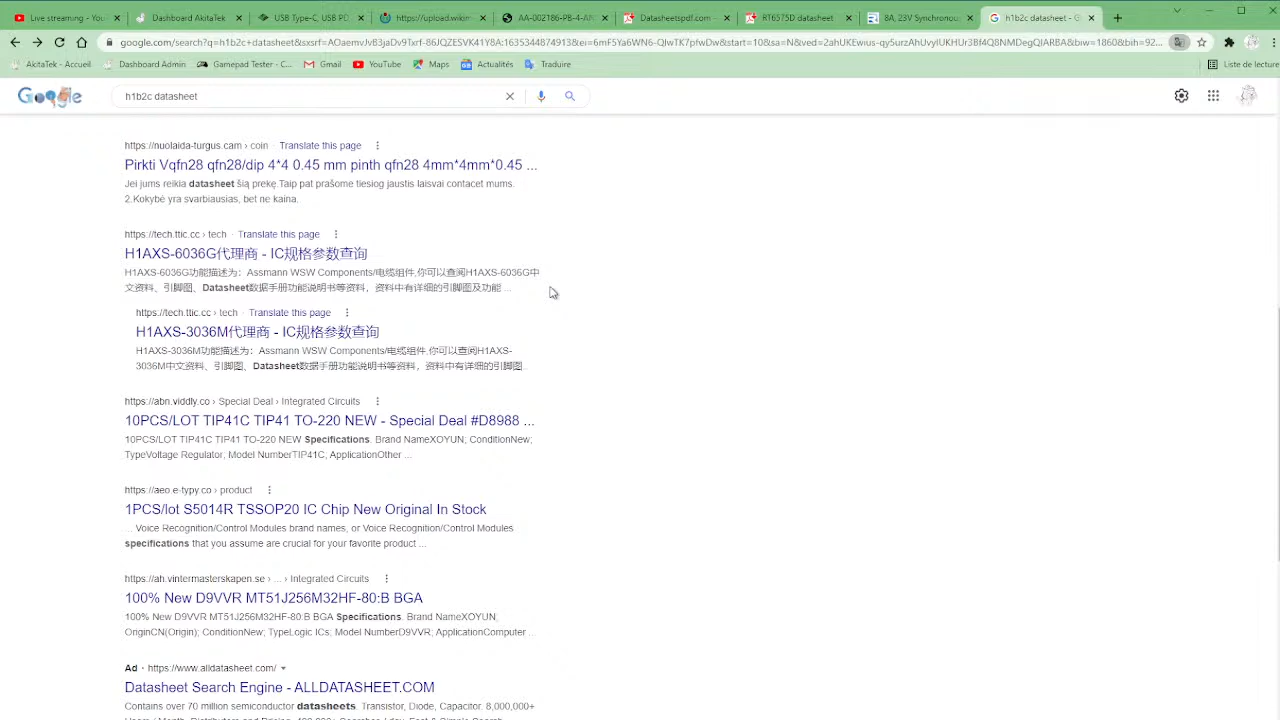 Live streaming - YouT
Dashboard AkitaTek
USB Type-C, USB PD
https://upload.wikim
AA-002186-PB-4-AN
Datasheetspdf.com -
RT6575D datasheet
8A, 23V Synchronou
h1b2c datasheet - G
AkitaTek - Accueil
Dashboard Admin
Gamepad Tester - C...
Gmail
YouTube
Maps
Actualités
Traduire
Liste de lecture
Google
h1b2c datasheet
https://nuolaida-turgus.cam › coin
Translate this page
Pirkti Vqfn28 qfn28/dip 4*4 0.45 mm pinth qfn28 4mm*4mm*0.45 ...
Jei jums reikia datasheet šią prekę.Taip pat prašome tiesiog jaustis laisvai contacet mums.
2.Kokybė yra svarbiausias, bet ne kaina.
https://tech.ttic.cc › tech
Translate this page
H1AXS-6036G代理商 - IC规格参数查询
H1AXS-6036G功能描述为：Assmann WSW Components/电缆组件,你可以查阅H1AXS-6036G中
文资料、引脚图、Datasheet数据手册功能说明书等资料，资料中有详细的引脚图及功能 ...
https://tech.ttic.cc › tech
Translate this page
H1AXS-3036M代理商 - IC规格参数查询
H1AXS-3036M功能描述为：Assmann WSW Components/电缆组件,你可以查阅H1AXS-
3036M中文资料、引脚图、Datasheet数据手册功能说明书等资料，资料中有详细的引脚图
https://abn.viddly.co › Special Deal › Integrated Circuits
10PCS/LOT TIP41C TIP41 TO-220 NEW - Special Deal #D8988 ...
10PCS/LOT TIP41C TIP41 TO-220 NEW Specifications. Brand NameXOYUN; ConditionNew;
TypeVoltage Regulator; Model NumberTIP41C; ApplicationOther ...
https://aeo.e-typy.co › product
1PCS/lot S5014R TSSOP20 IC Chip New Original In Stock
... Voice Recognition/Control Modules brand names, or Voice Recognition/Control Modules
specifications that you assume are crucial for your favorite product ...
https://ah.vintermasterskapen.se › ... › Integrated Circuits
100% New D9VVR MT51J256M32HF-80:B BGA
100% New D9VVR MT51J256M32HF-80:B BGA Specifications. Brand NameXOYUN;
OriginCN(Origin); ConditionNew; TypeLogic ICs; Model NumberD9VVR; ApplicationComputer ...
Ad · https://www.alldatasheet.com/
Datasheet Search Engine - ALLDATASHEET.COM
Contains over 70 million semiconductor datasheets. Transistor, Diode, Capacitor. 8,000,000+